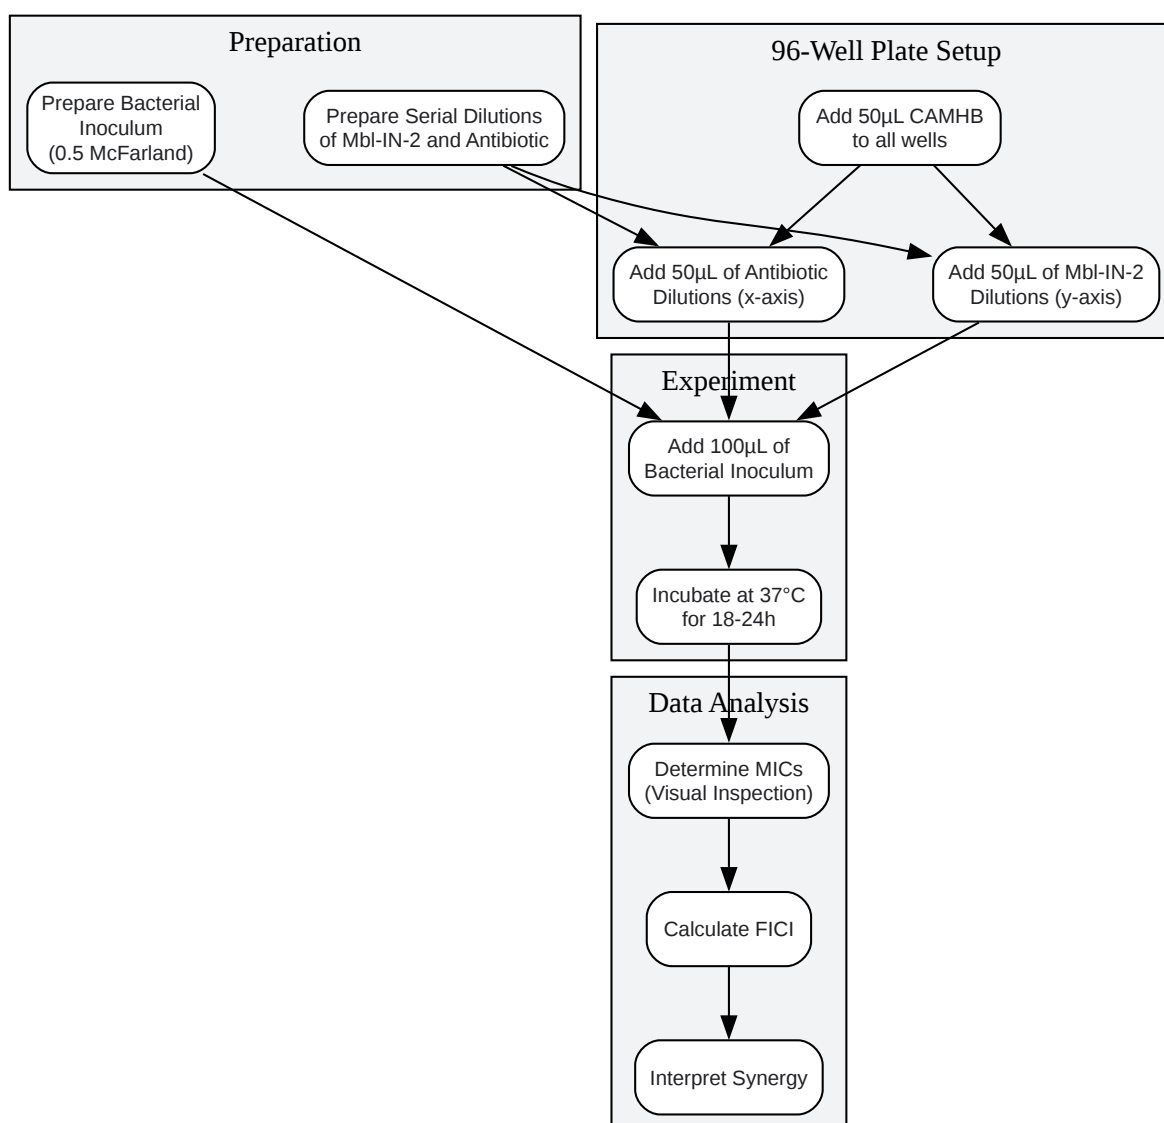 Preparation
Prepare Bacterial
Inoculum
(0.5 McFarland)
Prepare Serial Dilutions
of Mbl-IN-2 and Antibiotic
96-Well Plate Setup
Add 50µL CAMHB
to all wells
Add 50µL of Antibiotic
Dilutions (x-axis)
Add 50µL of Mbl-IN-2
Dilutions (y-axis)
Experiment
Add 100µL of
Bacterial Inoculum
Incubate at 37°C
for 18-24h
Data Analysis
Determine MICs
(Visual Inspection)
Calculate FICI
Interpret Synergy